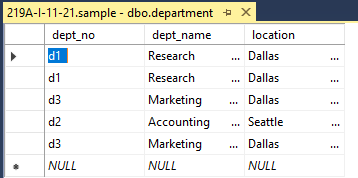 219A-I-11-21.sample - dbo.department
dept_no dept_name location
d1 Research ... Dallas ...
d1 Research ... Dallas ...
d3 Marketing ... Dallas ...
d2 Accounting ... Seattle ...
d3 Marketing ... Dallas ...
NULL NULL NULL